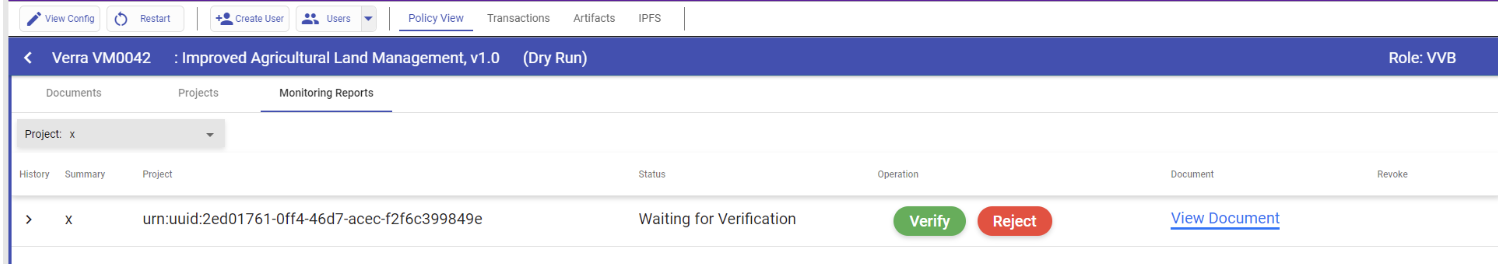 View Config Restart Create User Users Policy View Transactions Artifacts IPFS
Verra VM0042 : Improved Agricultural Land Management, v1.0 (Dry Run) Role: VVB
Documents Projects Monitoring Reports
Project: x
History Summary Project Status Operation Document Revoke
x urn:uuid:2ed01761-0ff4-46d7-acec-f2f6c399849e Waiting for Verification Verify Reject View Document